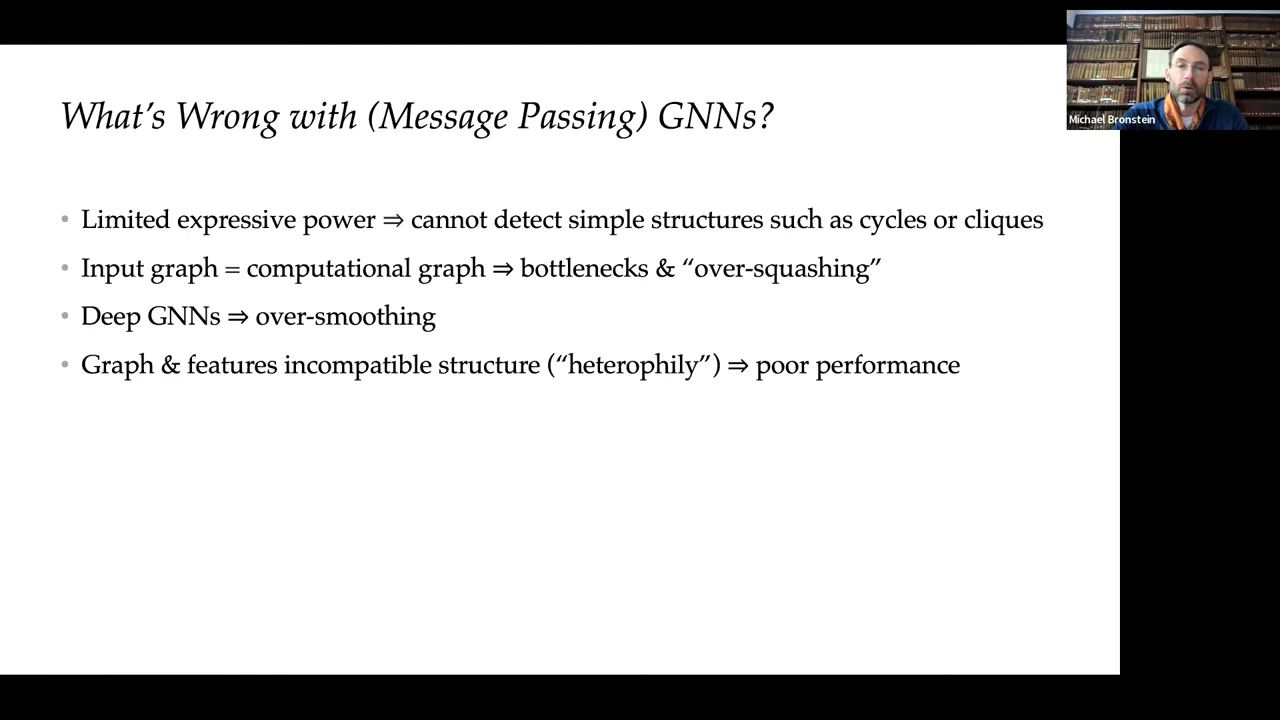 What's Wrong with (Message Passing) GNNs?
• Limited expressive power ⇒ cannot detect simple structures such as cycles or cliques
• Input graph = computational graph ⇒ bottlenecks & “over-squashing”
• Deep GNNs ⇒ over-smoothing
• Graph & features incompatible structure (“heterophily”) ⇒ poor performance
Michael Bronstein